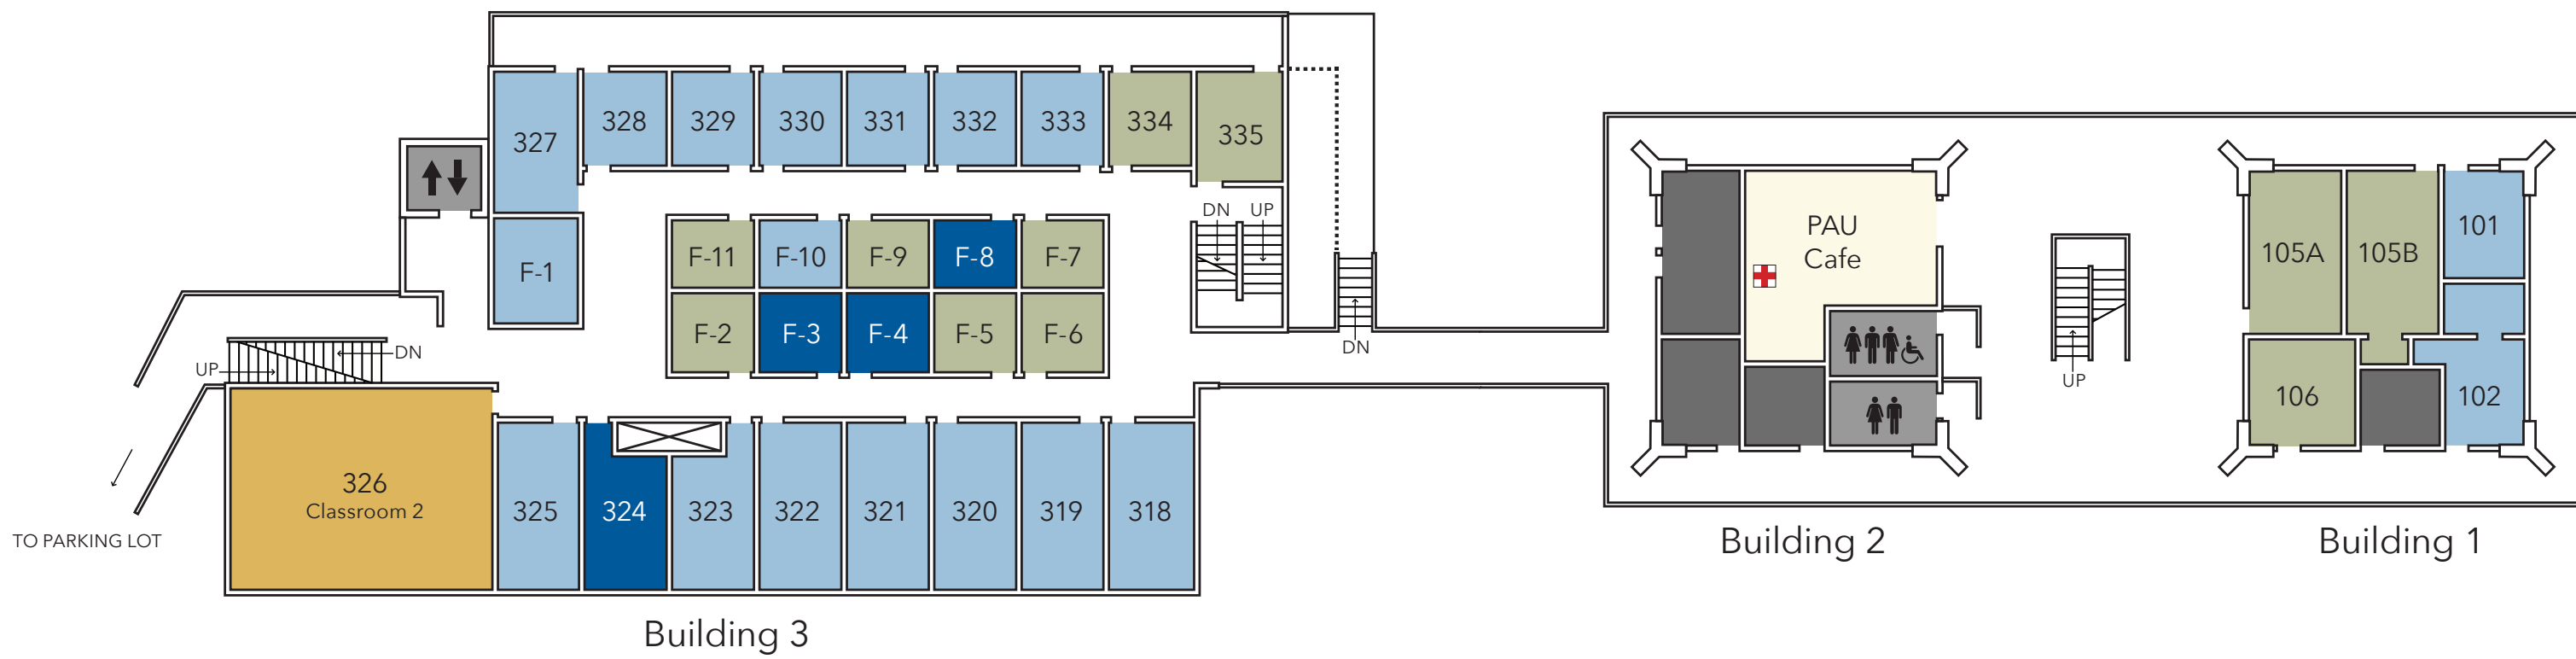 327
328
329
330
331
332
333
334
335
F-1
F-11
F-10
F-9
F-8
F-7
F-2
F-3
F-4
F-5
F-6
DN
UP
DN
UP
DN
326
Classroom 2
325
324
323
322
321
320
319
318
TO PARKING LOT
Building 3
PAU
Cafe
UP
Building 2
105A
105B
101
106
102
Building 1